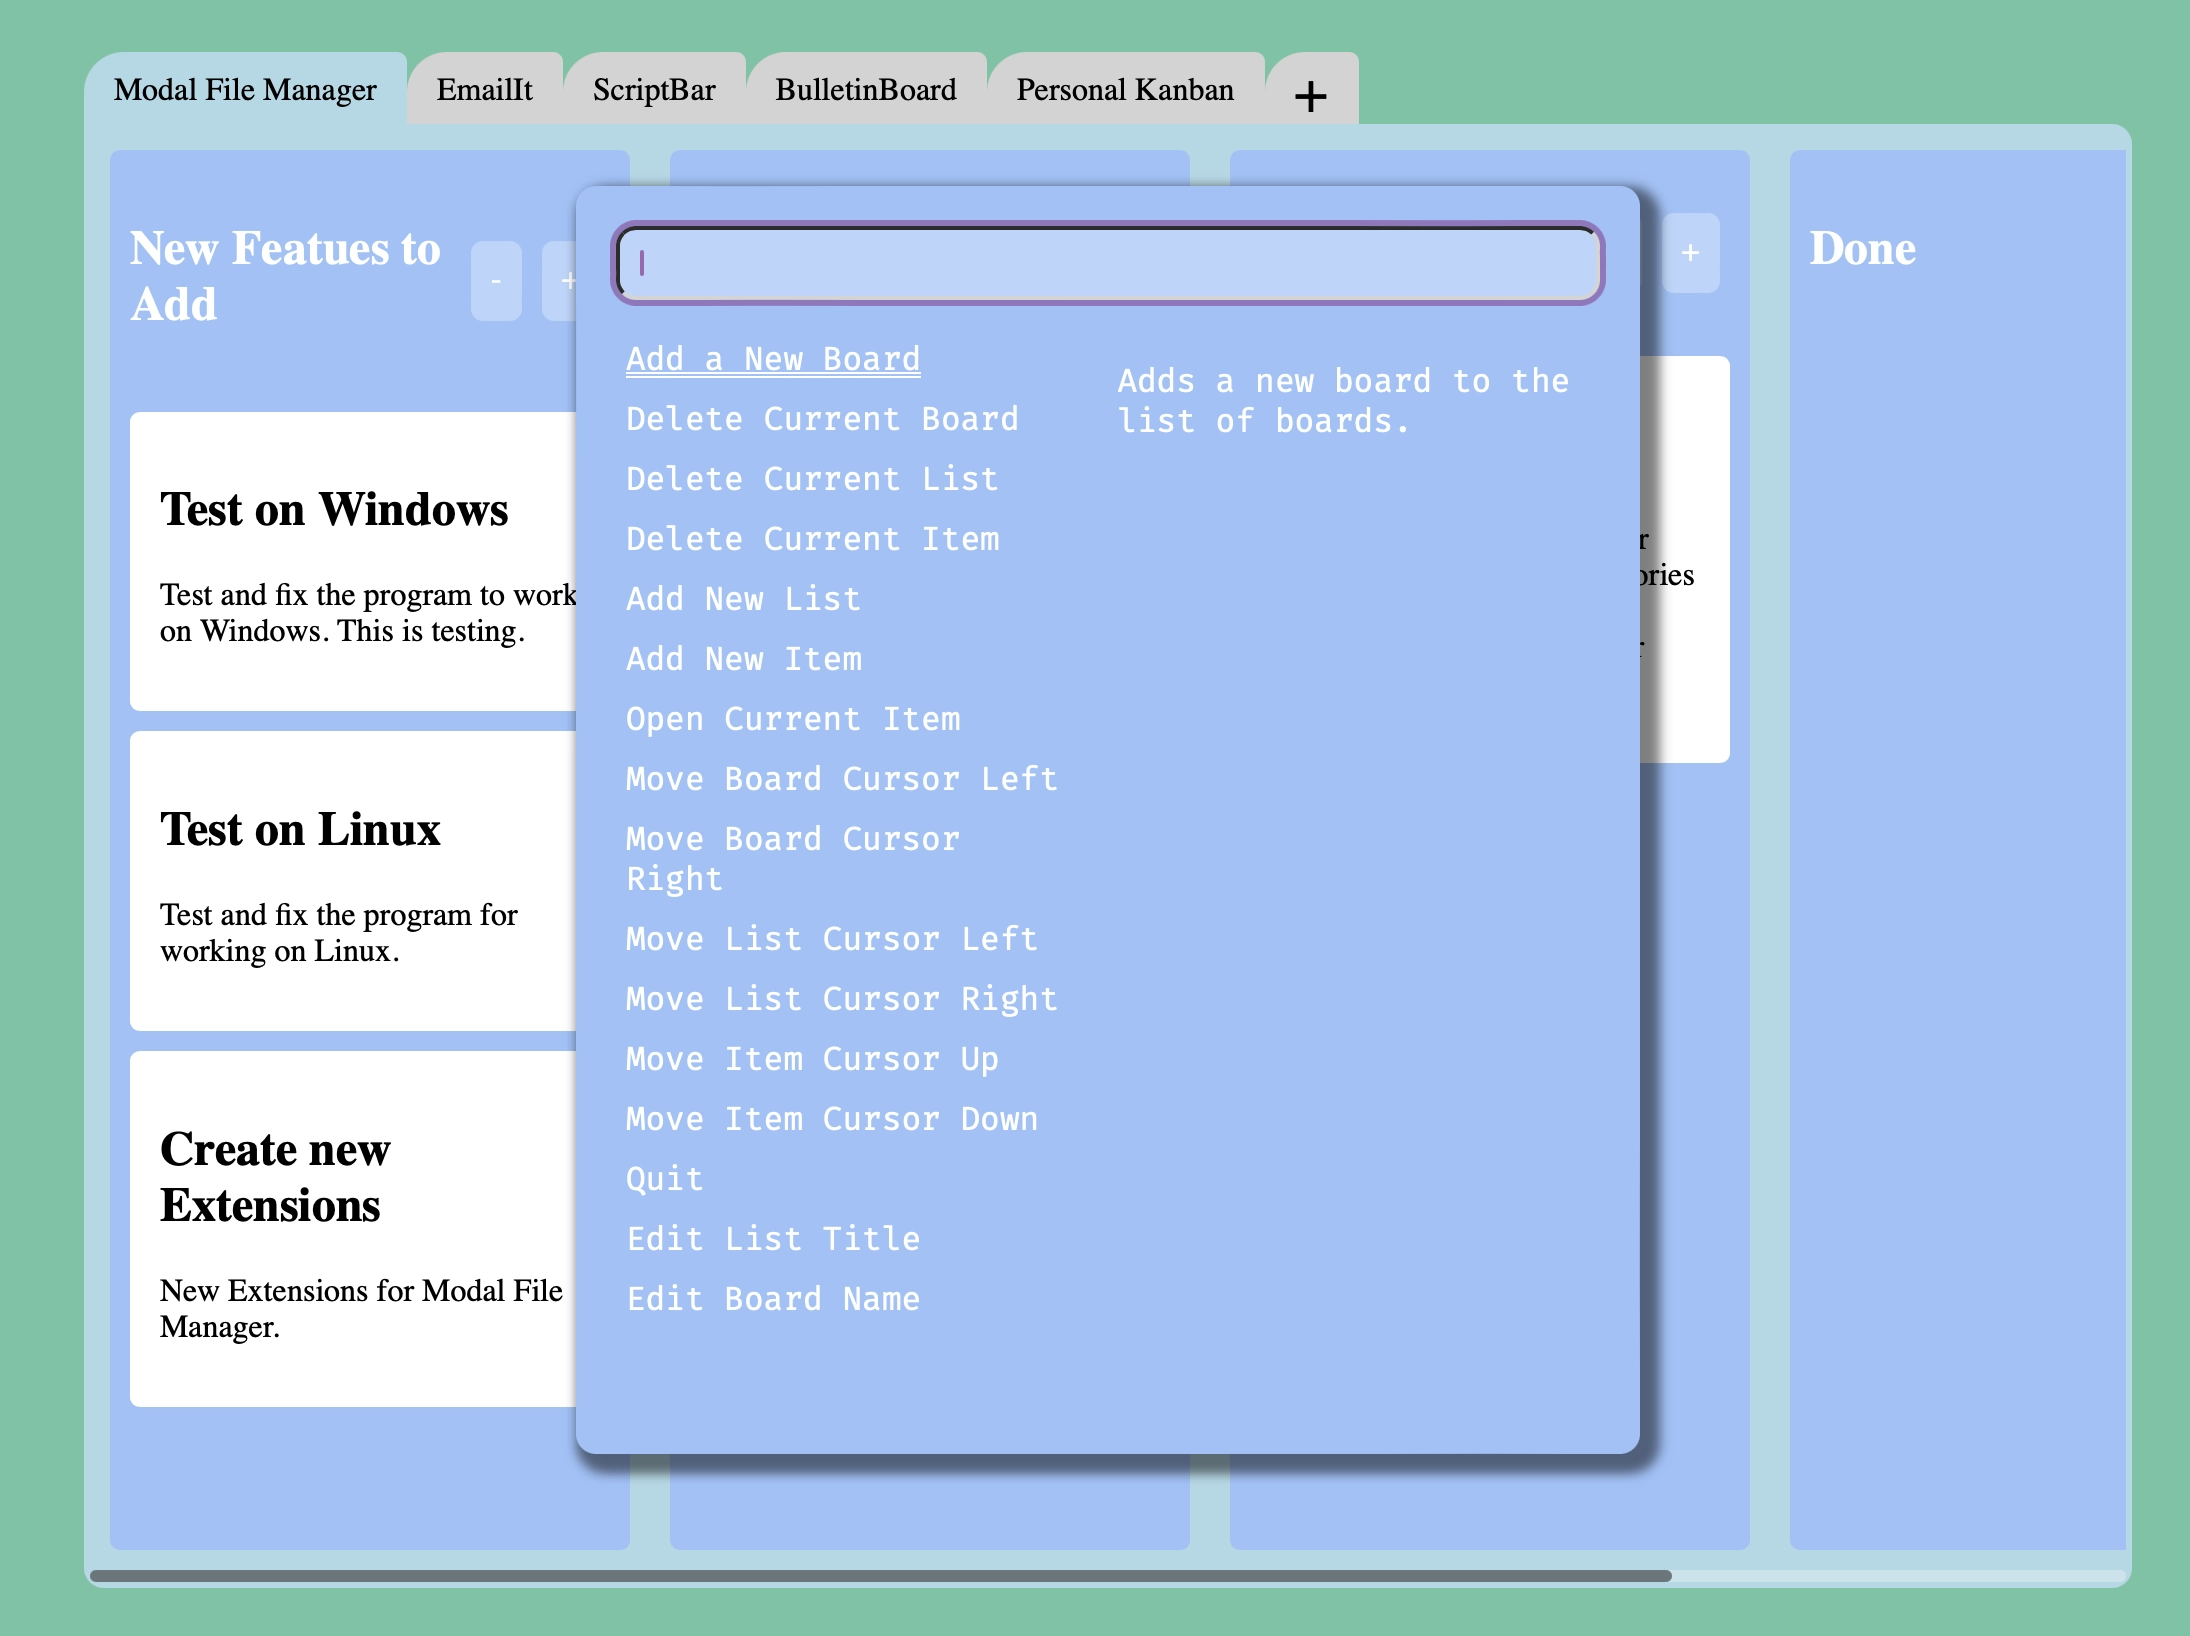 Modal File Manager
EmailIt
ScriptBar
BulletinBoard
Personal Kanban
+
New Featues to
Add
-
+
+
Done
Test on Windows
Test and fix the program to work
on Windows. This is testing.
Test on Linux
Test and fix the program for
working on Linux.
Create new
Extensions
New Extensions for Modal File
Manager.
Add a New Board
Delete Current Board
Delete Current List
Delete Current Item
Add New List
Add New Item
Open Current Item
Move Board Cursor Left
Move Board Cursor
Right
Move List Cursor Left
Move List Cursor Right
Move Item Cursor Up
Move Item Cursor Down
Quit
Edit List Title
Edit Board Name
Adds a new board to the
list of boards.